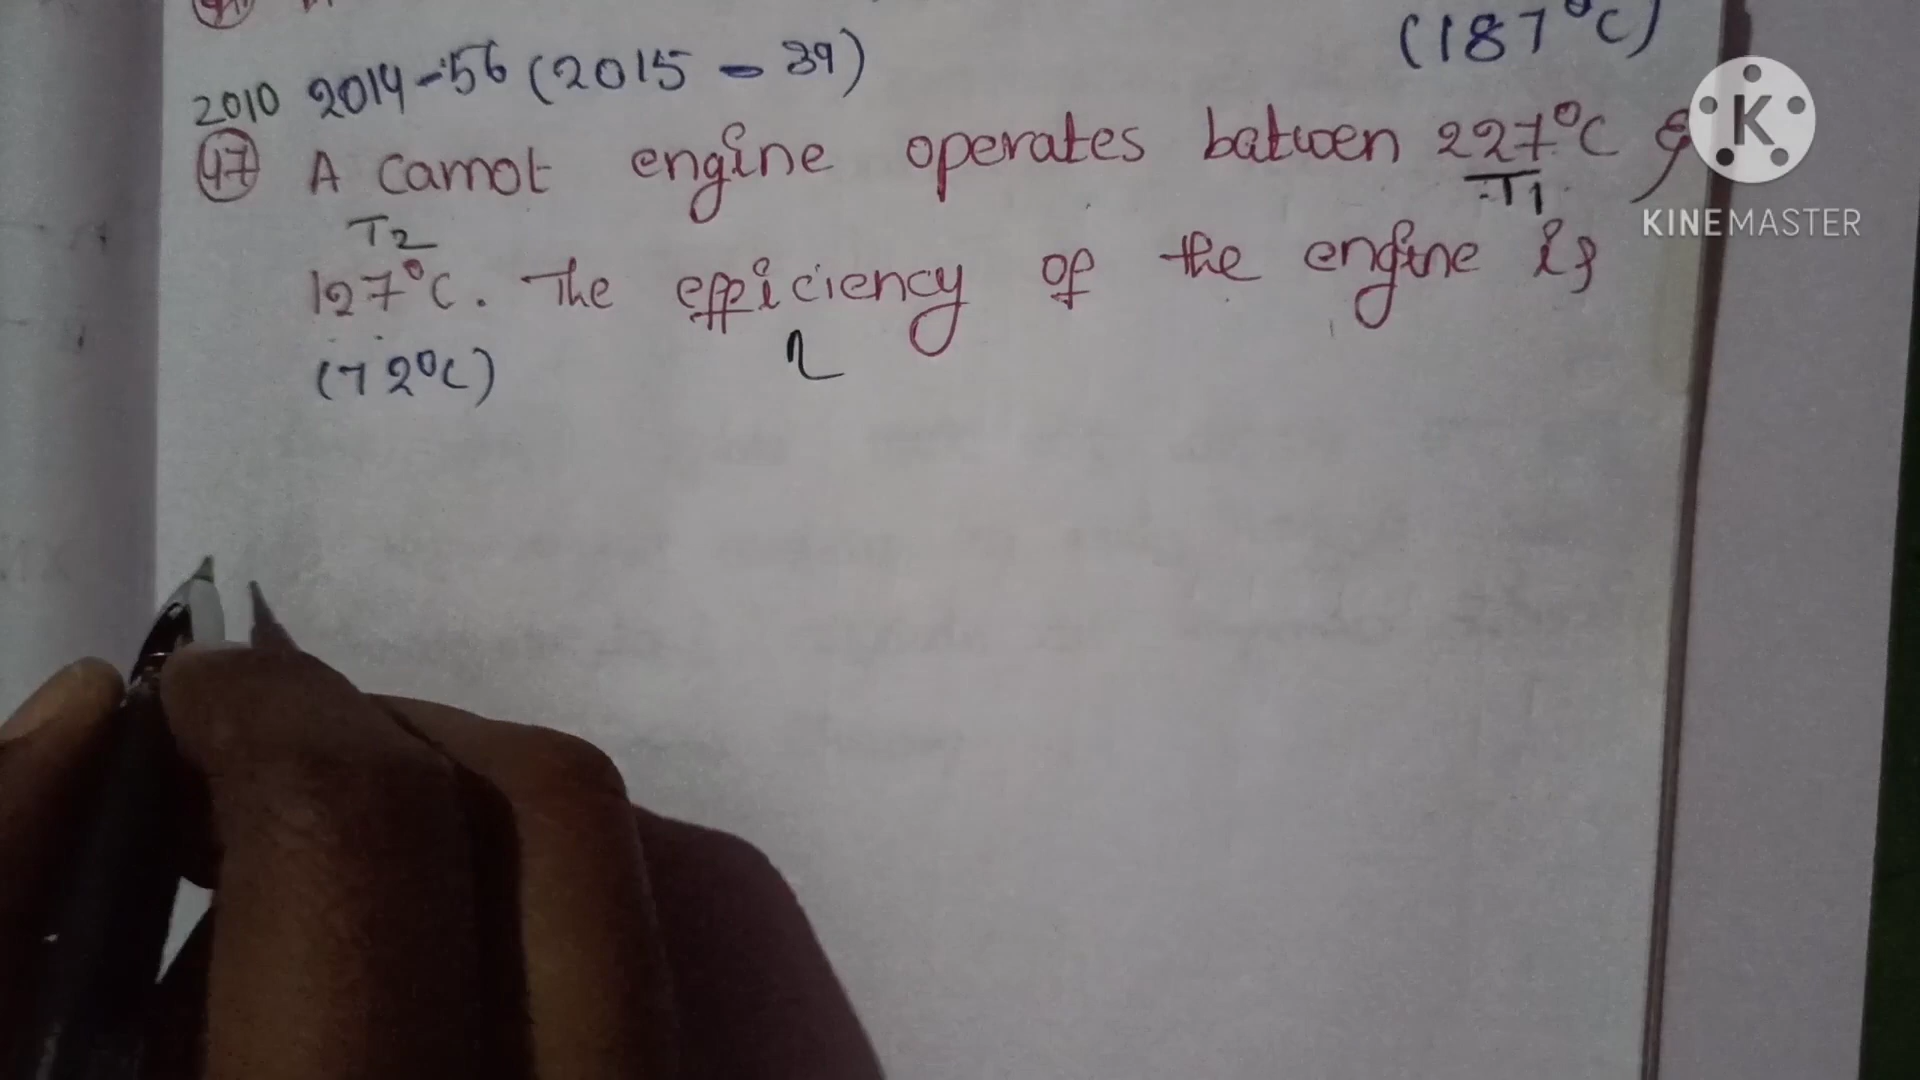 (187°C)
2010 2014-56 (2015 - 39)
47 A carnot engine operates batwen 227°C &
T1
T2
127°C. The efficiency of the engine is
(72°C)
η
K
KINEMASTER